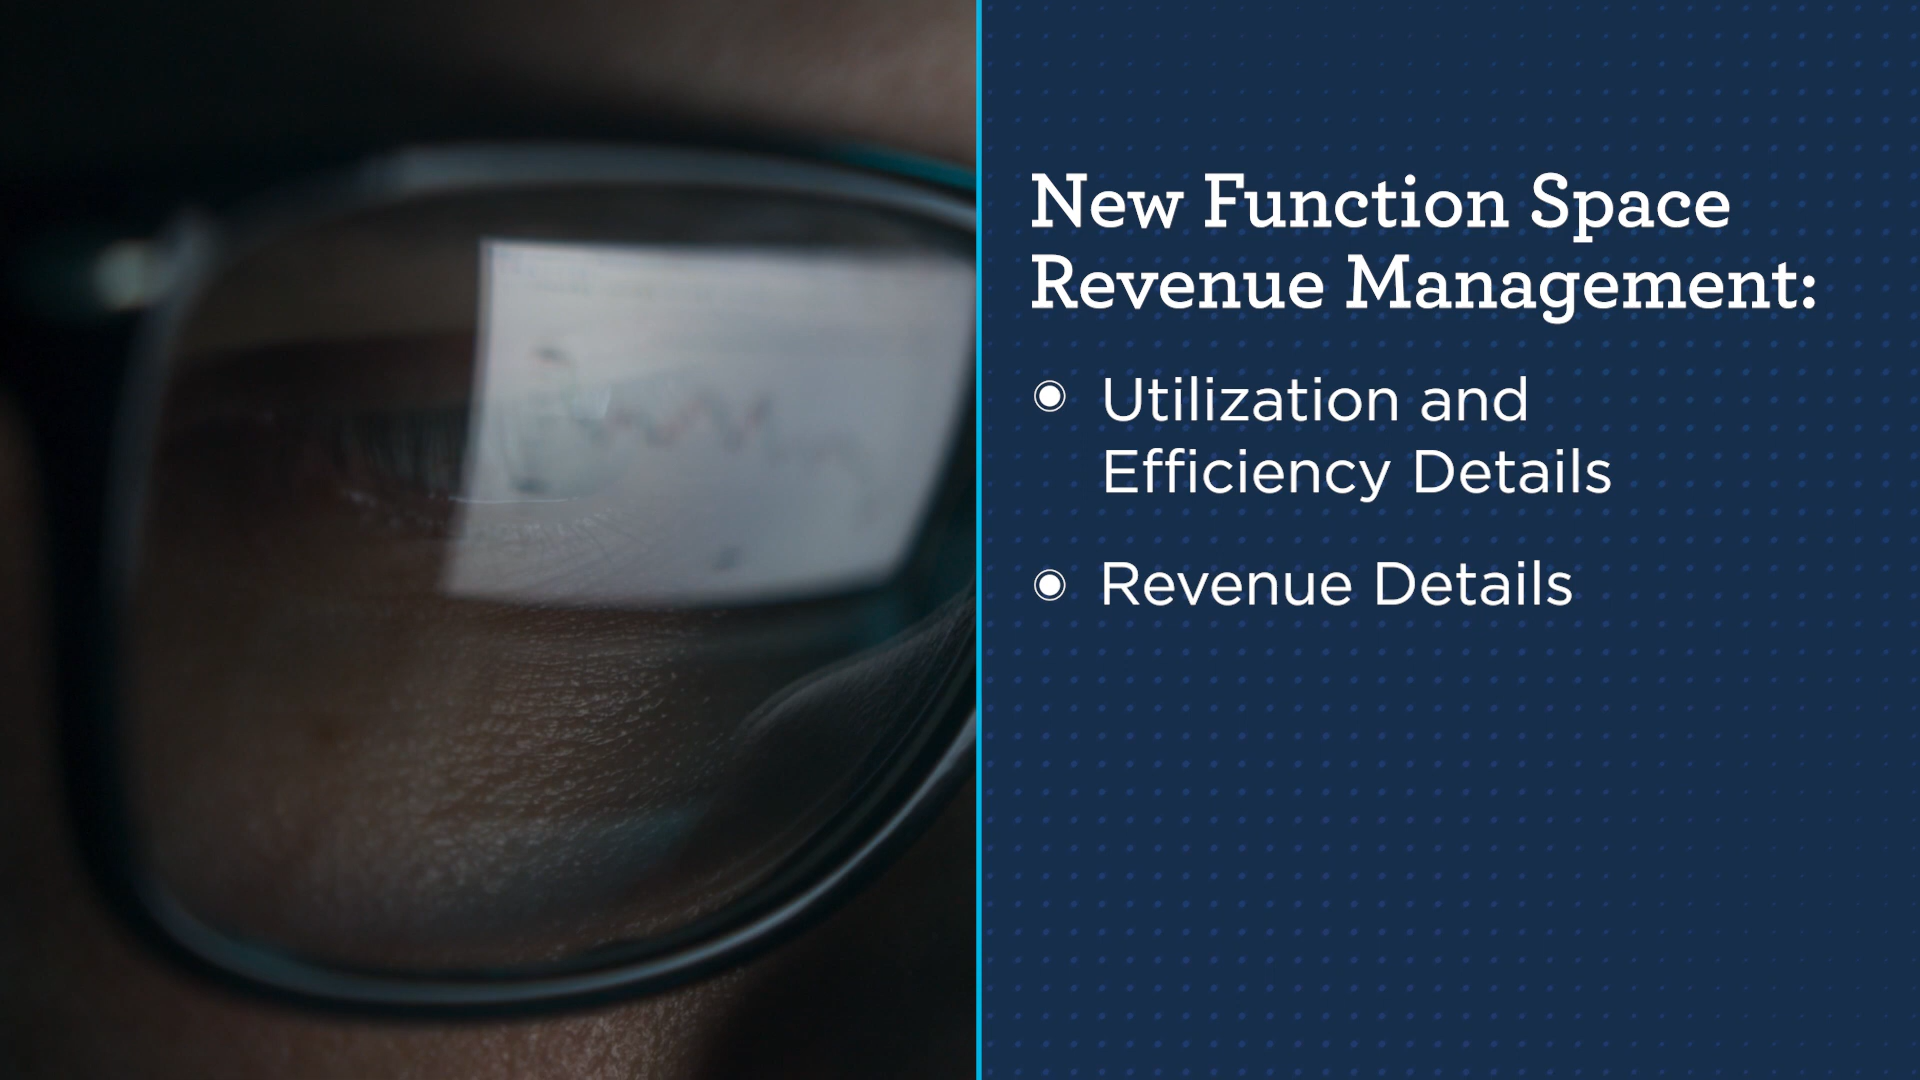 New Function Space
Revenue Management:
Utilization and
Efficiency Details
Revenue Details